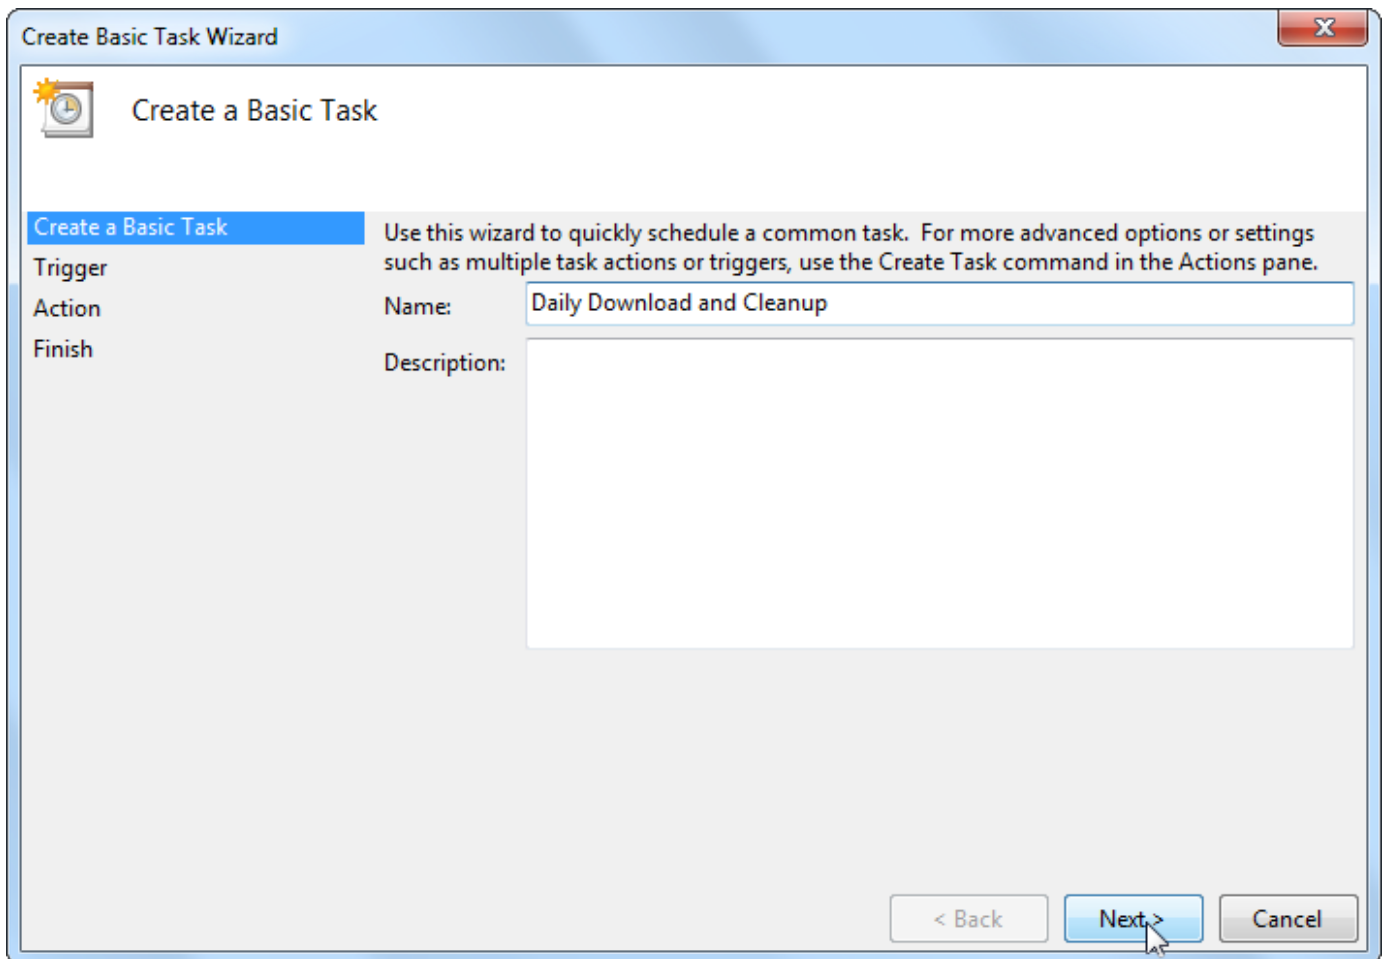 Create Basic Task Wizard
Create a Basic Task
Create a Basic Task
Trigger
Action
Finish
Use this wizard to quickly schedule a common task.  For more advanced options or settings
such as multiple task actions or triggers, use the Create Task command in the Actions pane.
Name:
Daily Download and Cleanup
Description:
< Back
Next >
Cancel